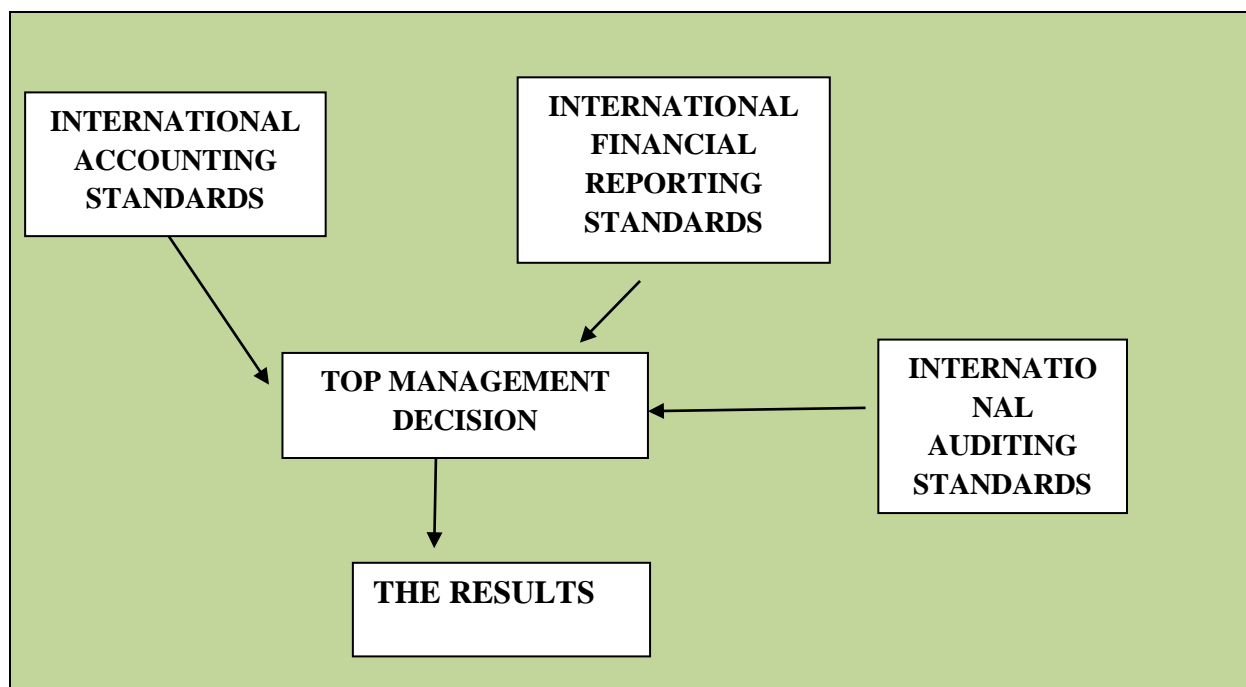 INTERNATIONAL
ACCOUNTING
STANDARDS
INTERNATIONAL
FINANCIAL
REPORTING
STANDARDS
TOP MANAGEMENT
DECISION
INTERNATIO
NAL
AUDITING
STANDARDS
THE RESULTS